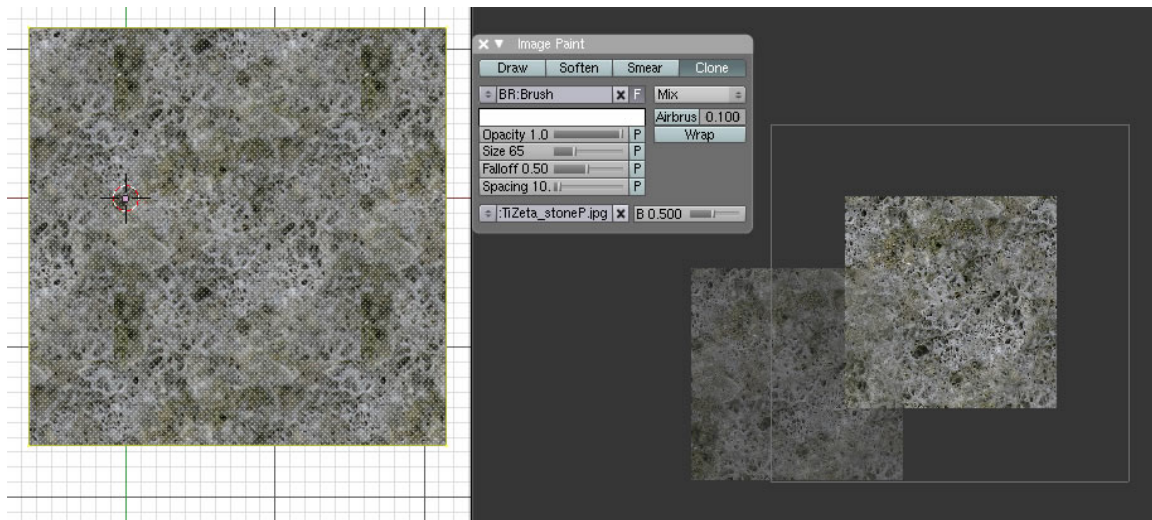 Image Paint
Draw Soften Smear Clone
BR:Brush F Mix
Airbrus 0.100
Opacity 1.0 P Wrap
Size 65 P
Falloff 0.50 P
Spacing 10. P
:TiZeta_stoneP.jpg B 0.500